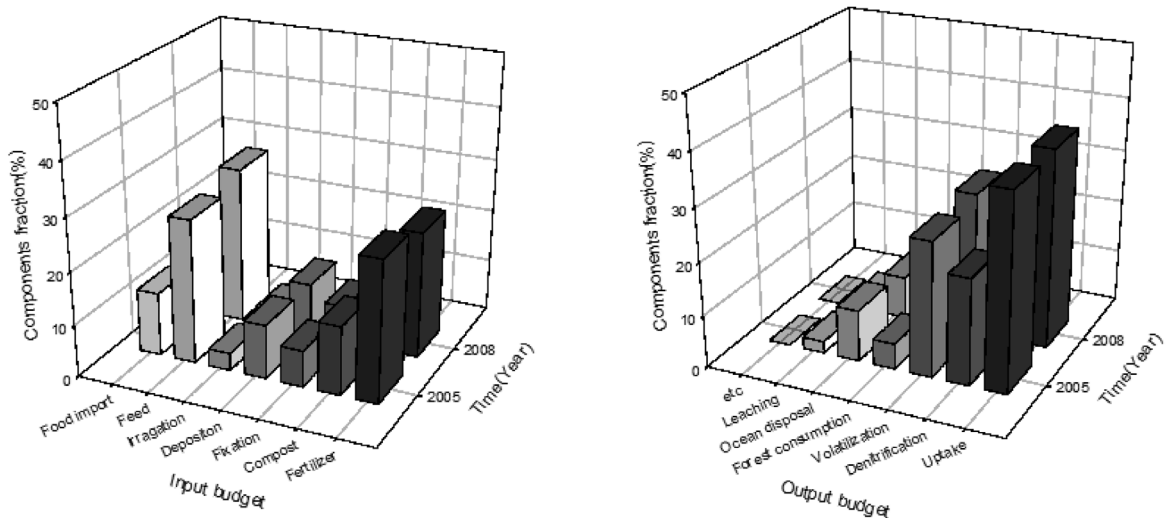 50
40
30
20
10
0
Components fraction(%)
Food import
Feed
Irragation
Depositon
Fixation
Compost
Fertilizer
Input budget
2005
2008
Time(Year)
50
40
30
20
10
0
Components fraction(%)
etc
Leaching
Ocean disposal
Forest consumption
Volatilization
Denitrification
Uptake
Output budget
2005
2008
Time(Year)